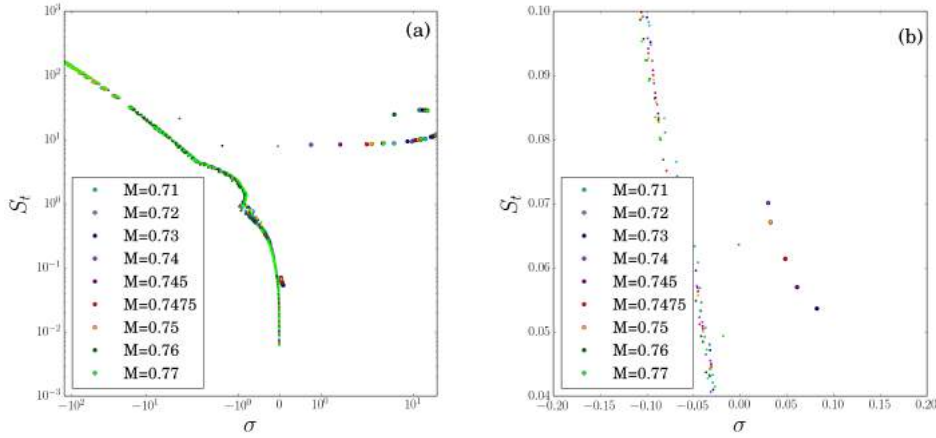 (a)
S_t
10^3
10^2
10^1
10^0
10^{-1}
10^{-2}
10^{-3}
M=0.71
M=0.72
M=0.73
M=0.74
M=0.745
M=0.7475
M=0.75
M=0.76
M=0.77
-10^2
-10^1
-10^0
0
10^0
10^1
σ
(b)
S_t
0.10
0.09
0.08
0.07
0.06
0.05
0.04
M=0.71
M=0.72
M=0.73
M=0.74
M=0.745
M=0.7475
M=0.75
M=0.76
M=0.77
−0.20
−0.15
−0.10
−0.05
0.00
0.05
0.10
0.15
0.20
σ